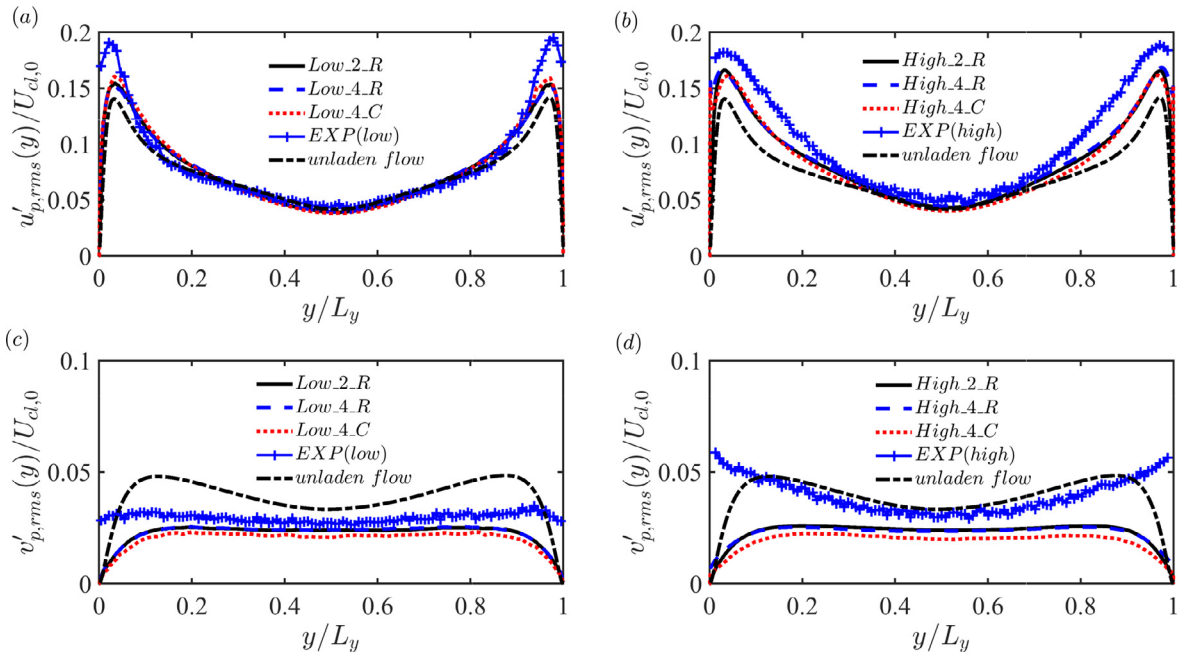 (a)
u′p,rms(y)/Ucl,0
0.2
0.15
0.1
0.05
0
Low_2_R
Low_4_R
Low_4_C
EXP(low)
unladen flow
0 0.2 0.4 0.6 0.8 1
y/Ly
(b)
u′p,rms(y)/Ucl,0
0.2
0.15
0.1
0.05
0
High_2_R
High_4_R
High_4_C
EXP(high)
unladen flow
0 0.2 0.4 0.6 0.8 1
y/Ly
(c)
v′p,rms(y)/Ucl,0
0.1
0.05
0
Low_2_R
Low_4_R
Low_4_C
EXP(low)
unladen flow
0 0.2 0.4 0.6 0.8 1
y/Ly
(d)
v′p,rms(y)/Ucl,0
0.1
0.05
0
High_2_R
High_4_R
High_4_C
EXP(high)
unladen flow
0 0.2 0.4 0.6 0.8 1
y/Ly